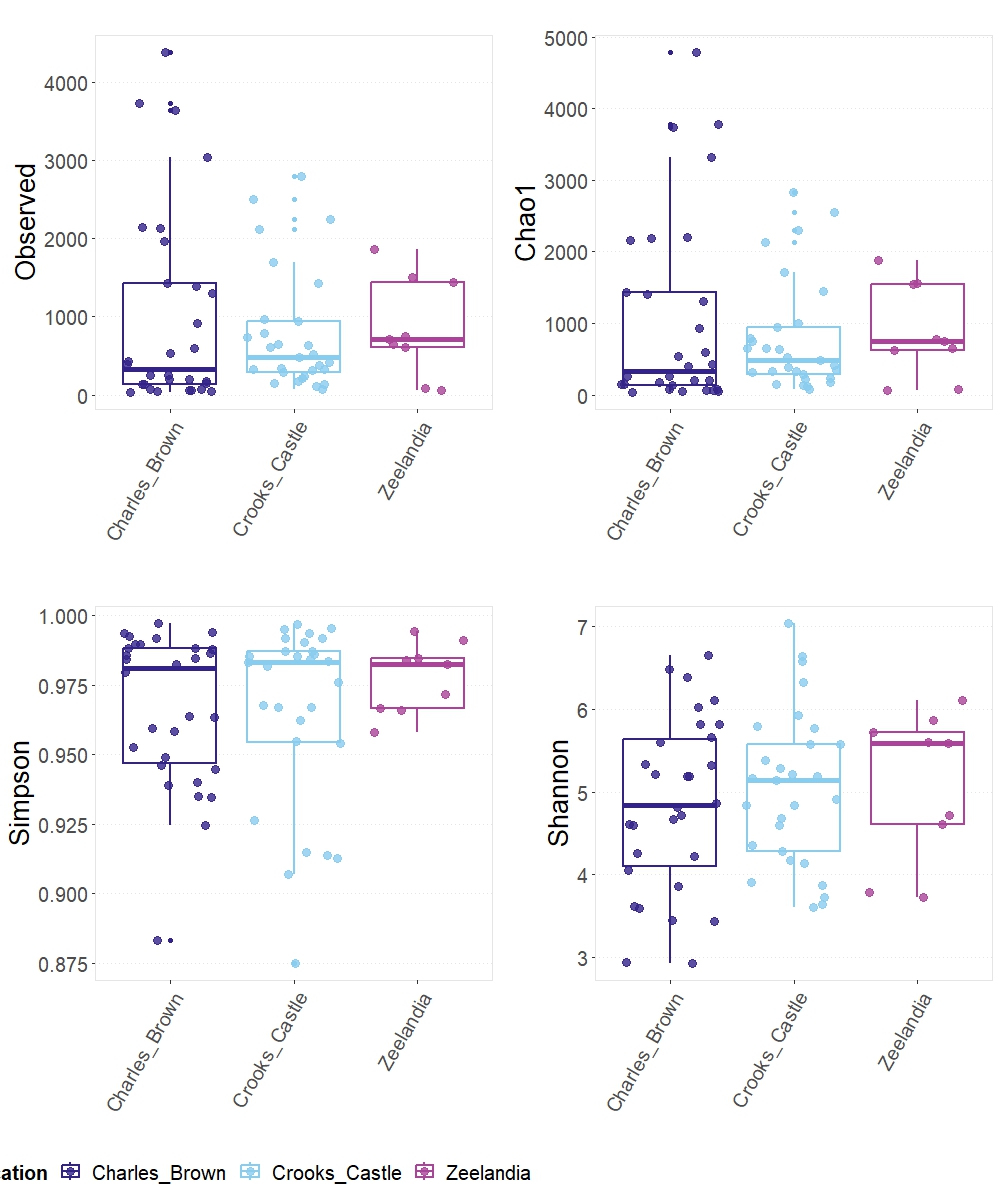 Observed
4000
3000
2000
1000
0
Charles_Brown
Crooks_Castle
Zeelandia
Chao1
5000
4000
3000
2000
1000
0
Charles_Brown
Crooks_Castle
Zeelandia
Simpson
1.000
0.975
0.950
0.925
0.900
0.875
Charles_Brown
Crooks_Castle
Zeelandia
Shannon
7
6
5
4
3
Charles_Brown
Crooks_Castle
Zeelandia
cation Charles_Brown Crooks_Castle Zeelandia